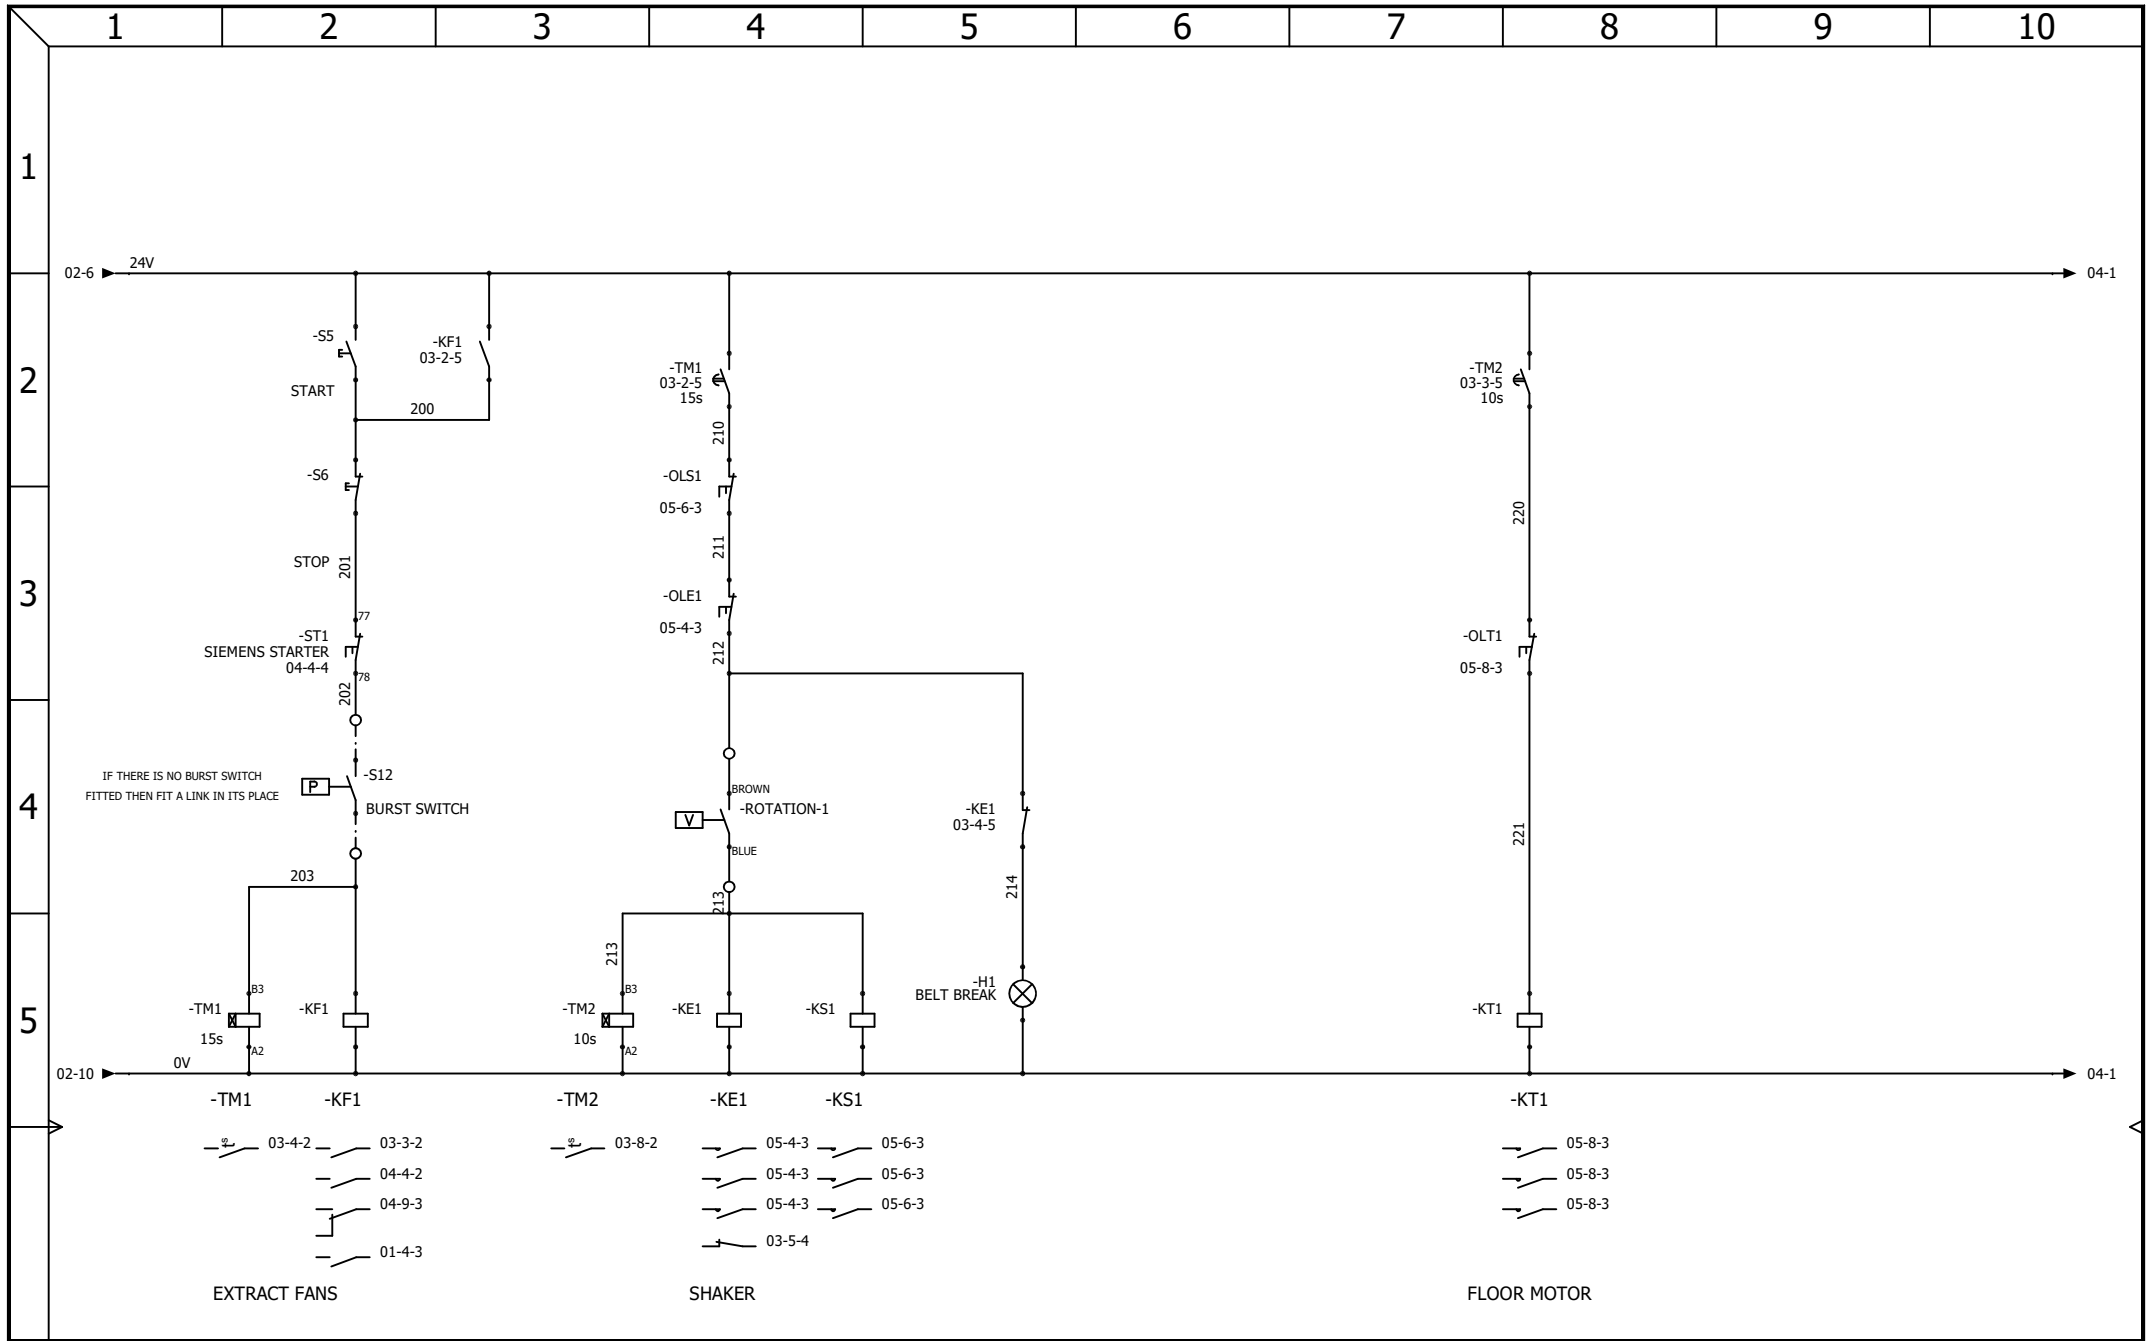 1 2 3 4 5 6 7 8 9 10
1
2
3
4
5
02-6
24V
04-1
-S5
START
-KF1
03-2-5
200
-S6
STOP
201
77
-ST1
SIEMENS STARTER
04-4-4
78
202
IF THERE IS NO BURST SWITCH
FITTED THEN FIT A LINK IN ITS PLACE
P
-S12
BURST SWITCH
203
B3
-TM1
15s
A2
-KF1
-TM1
03-2-5
15s
210
-OLS1
05-6-3
211
-OLE1
05-4-3
212
BROWN
V
-ROTATION-1
BLUE
213
213
B3
-TM2
10s
A2
-KE1
-KS1
-KE1
03-4-5
214
-H1
BELT BREAK
-TM2
03-3-5
10s
220
-OLT1
05-8-3
221
-KT1
02-10
0V
04-1
-TM1
-KF1
-TM2
-KE1
-KS1
-KT1
03-4-2
03-3-2
04-4-2
04-9-3
01-4-3
03-8-2
05-4-3
05-4-3
05-4-3
03-5-4
05-6-3
05-6-3
05-6-3
05-8-3
05-8-3
05-8-3
EXTRACT FANS
SHAKER
FLOOR MOTOR